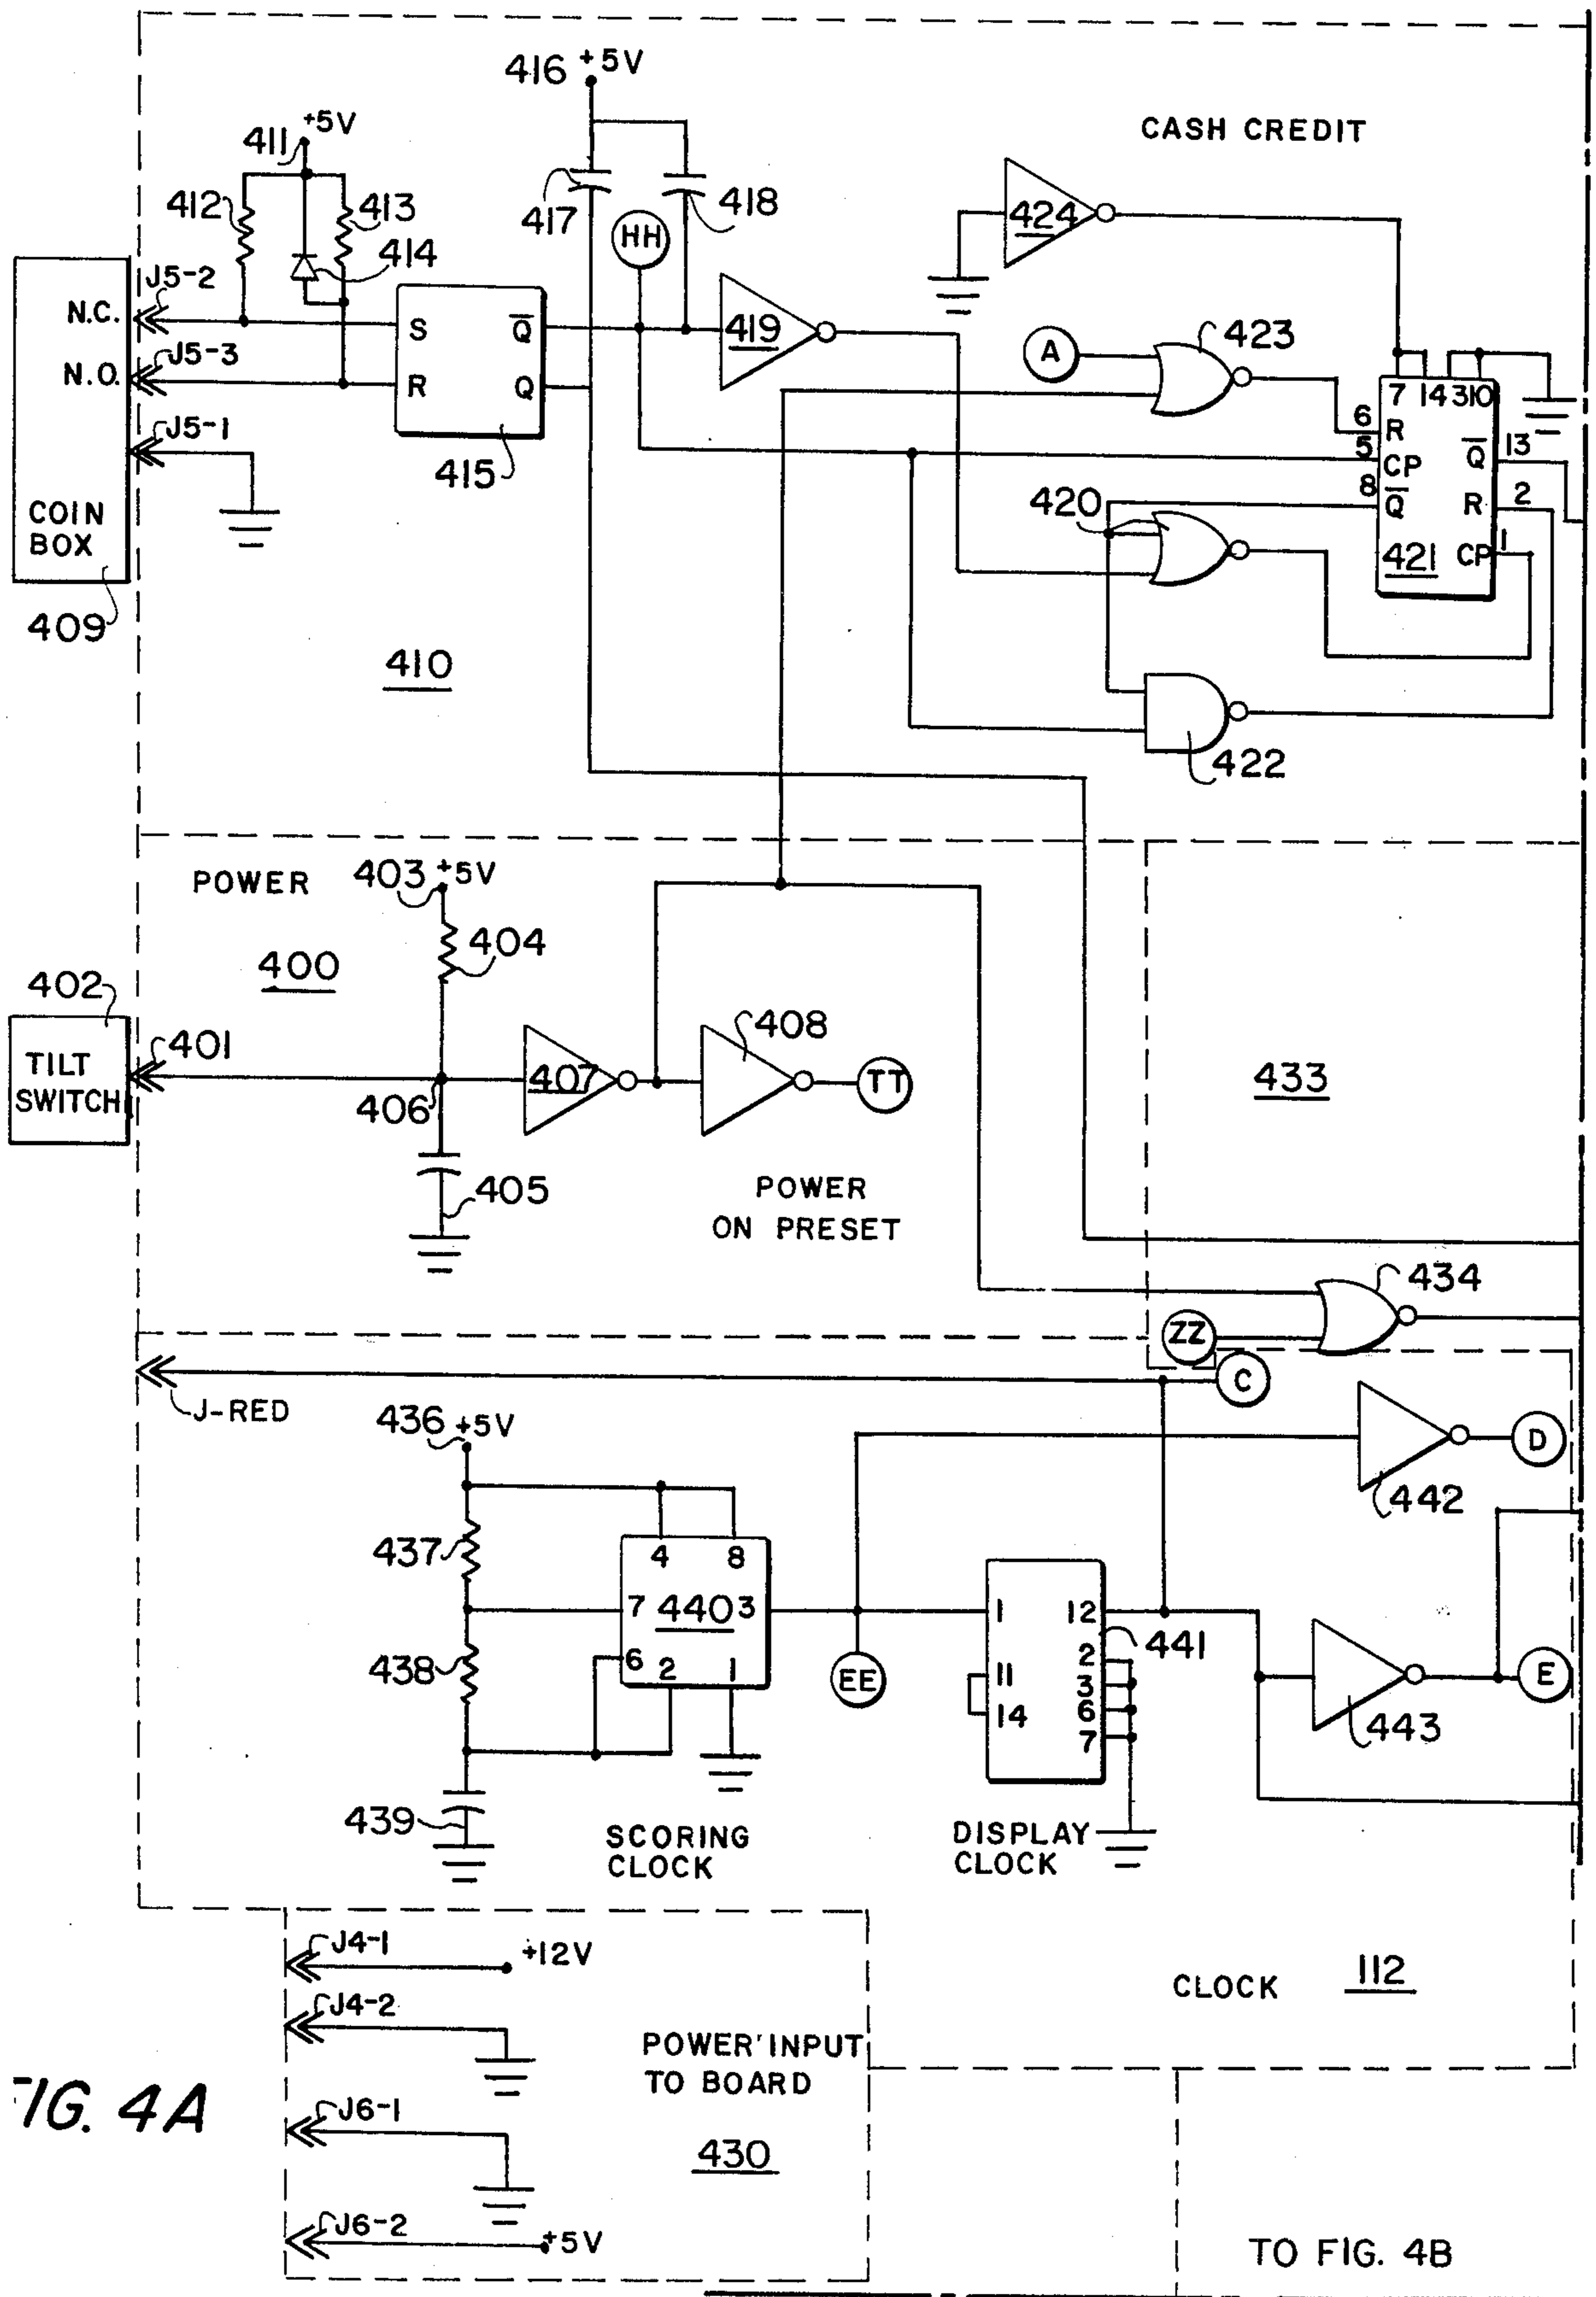 416 +5V
CASH CREDIT
411 +5V
412
413
417
418
HH
424
414
J5-2
N.C.
S
Q
419
A
423
J5-3
N.O.
R
Q
7 14 3 10
6
R
5
CP
Q
13
J5-1
415
8
Q
R
2
420
COIN
BOX
421
CP
1
409
410
422
POWER
403 +5V
404
400
402
408
401
TILT
SWITCH
407
TT
433
406
405
POWER
ON PRESET
434
ZZ
C
J-RED
436 +5V
D
442
437
4 8
7
440
3
1
12
441
438
6
2
1
EE
11
2
3
E
14
6
443
7
439
SCORING
CLOCK
DISPLAY
CLOCK
J4-1
+12V
CLOCK 112
J4-2
POWER INPUT
TO BOARD
FIG. 4A
J6-1
430
J6-2
+5V
TO FIG. 4B